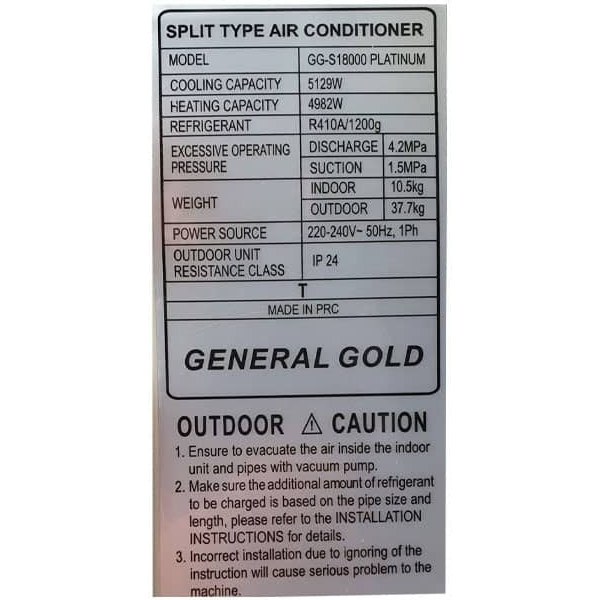 SPLIT TYPE AIR CONDITIONER
MODEL GG-S18000 PLATINUM
COOLING CAPACITY 5129W
HEATING CAPACITY 4982W
REFRIGERANT R410A/1200g
EXCESSIVE OPERATING PRESSURE DISCHARGE 4.2MPa
SUCTION 1.5MPa
WEIGHT INDOOR 10.5kg
OUTDOOR 37.7kg
POWER SOURCE 220-240V~ 50Hz, 1Ph
OUTDOOR UNIT RESISTANCE CLASS IP 24
T
MADE IN PRC
GENERAL GOLD
OUTDOOR ⚠ CAUTION
1. Ensure to evacuate the air inside the indoor
unit and pipes with vacuum pump.
2. Make sure the additional amount of refrigerant
to be charged is based on the pipe size and
length, please refer to the INSTALLATION
INSTRUCTIONS for details.
3. Incorrect installation due to ignoring of the
instruction will cause serious problem to the
machine.